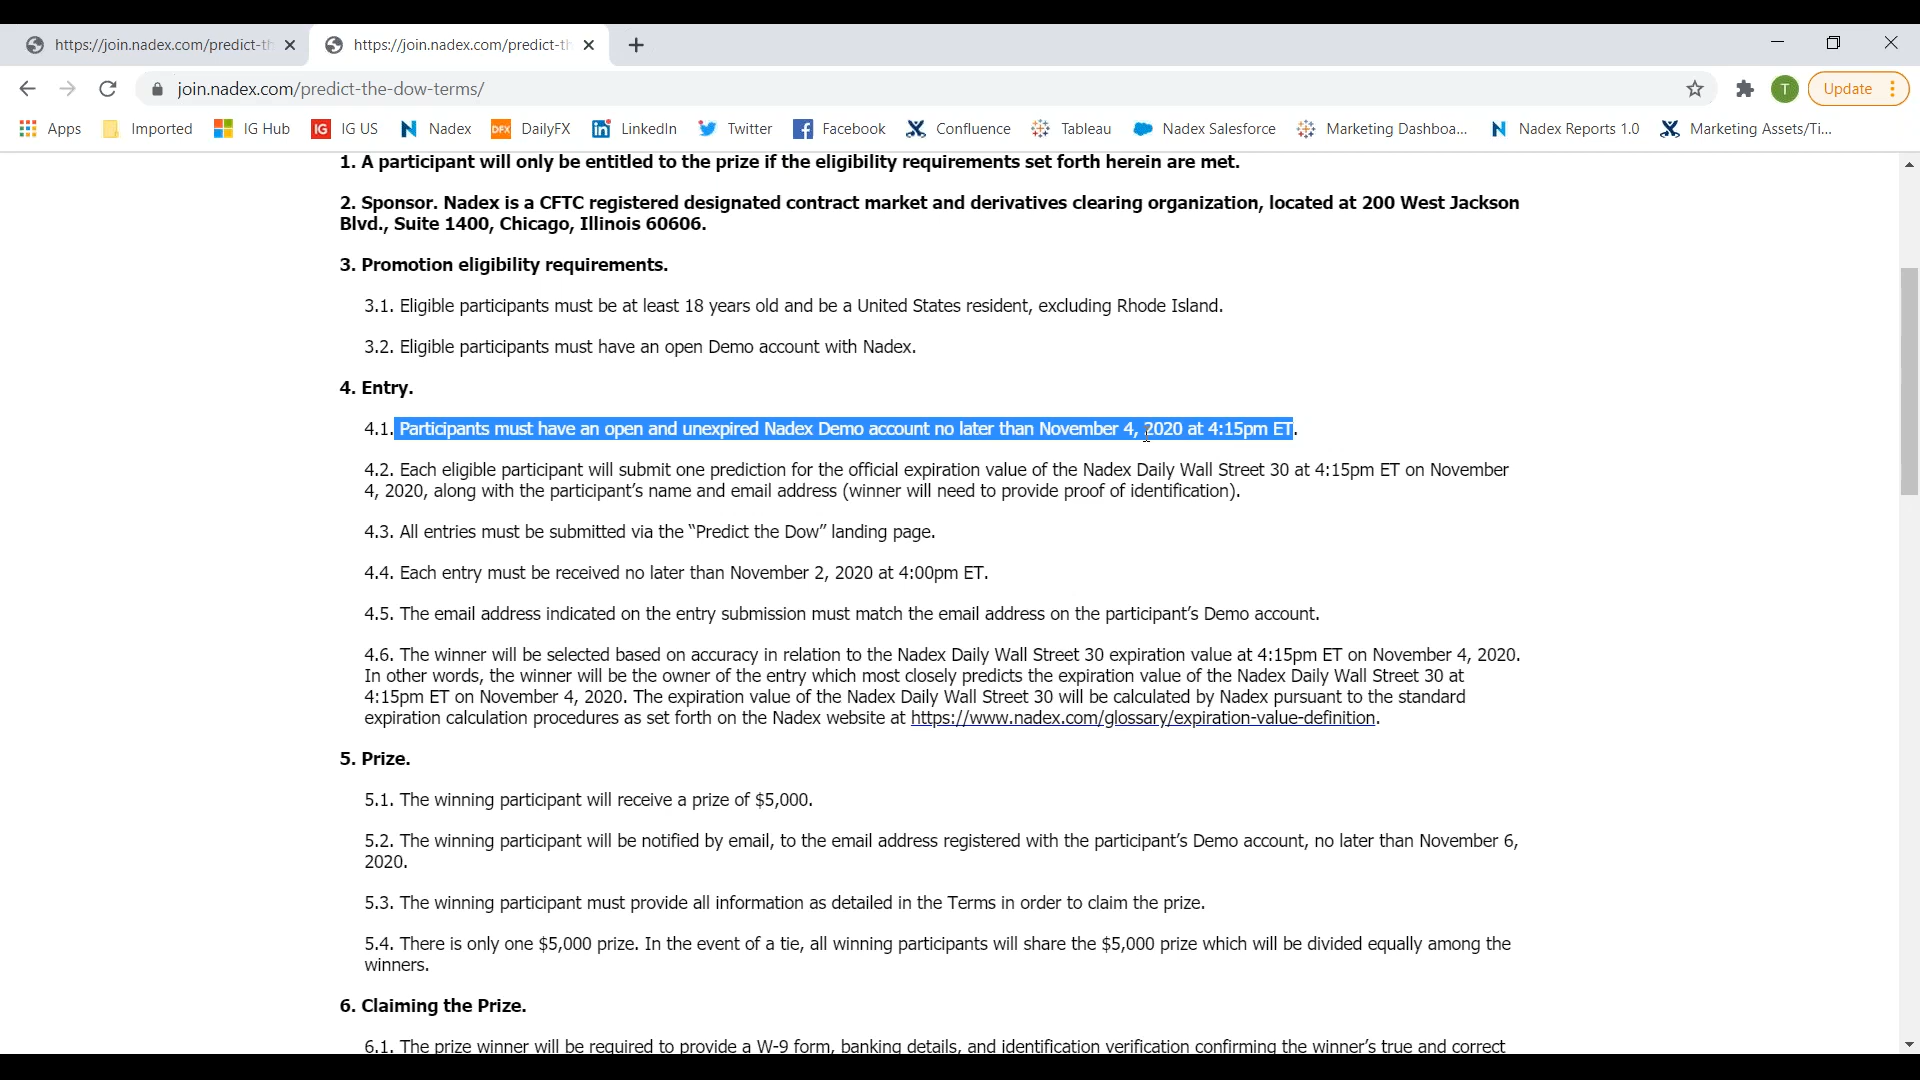 https://join.nadex.com/predict-th
https://join.nadex.com/predict-th
join.nadex.com/predict-the-dow-terms/
T
Update
Apps
Imported
IG Hub
IG
IG US
Nadex
DFX
DailyFX
LinkedIn
Twitter
Facebook
Confluence
Tableau
Nadex Salesforce
Marketing Dashboa...
Nadex Reports 1.0
Marketing Assets/Ti...
1. A participant will only be entitled to the prize if the eligibility requirements set forth herein are met.
2. Sponsor. Nadex is a CFTC registered designated contract market and derivatives clearing organization, located at 200 West Jackson
Blvd., Suite 1400, Chicago, Illinois 60606.
3. Promotion eligibility requirements.
3.1. Eligible participants must be at least 18 years old and be a United States resident, excluding Rhode Island.
3.2. Eligible participants must have an open Demo account with Nadex.
4. Entry.
4.1. Participants must have an open and unexpired Nadex Demo account no later than November 4, 2020 at 4:15pm ET.
4.2. Each eligible participant will submit one prediction for the official expiration value of the Nadex Daily Wall Street 30 at 4:15pm ET on November
4, 2020, along with the participant's name and email address (winner will need to provide proof of identification).
4.3. All entries must be submitted via the “Predict the Dow” landing page.
4.4. Each entry must be received no later than November 2, 2020 at 4:00pm ET.
4.5. The email address indicated on the entry submission must match the email address on the participant's Demo account.
4.6. The winner will be selected based on accuracy in relation to the Nadex Daily Wall Street 30 expiration value at 4:15pm ET on November 4, 2020.
In other words, the winner will be the owner of the entry which most closely predicts the expiration value of the Nadex Daily Wall Street 30 at
4:15pm ET on November 4, 2020. The expiration value of the Nadex Daily Wall Street 30 will be calculated by Nadex pursuant to the standard
expiration calculation procedures as set forth on the Nadex website at https://www.nadex.com/glossary/expiration-value-definition.
5. Prize.
5.1. The winning participant will receive a prize of $5,000.
5.2. The winning participant will be notified by email, to the email address registered with the participant's Demo account, no later than November 6,
2020.
5.3. The winning participant must provide all information as detailed in the Terms in order to claim the prize.
5.4. There is only one $5,000 prize. In the event of a tie, all winning participants will share the $5,000 prize which will be divided equally among the
winners.
6. Claiming the Prize.
6.1. The prize winner will be required to provide a W-9 form, banking details, and identification verification confirming the winner's true and correct